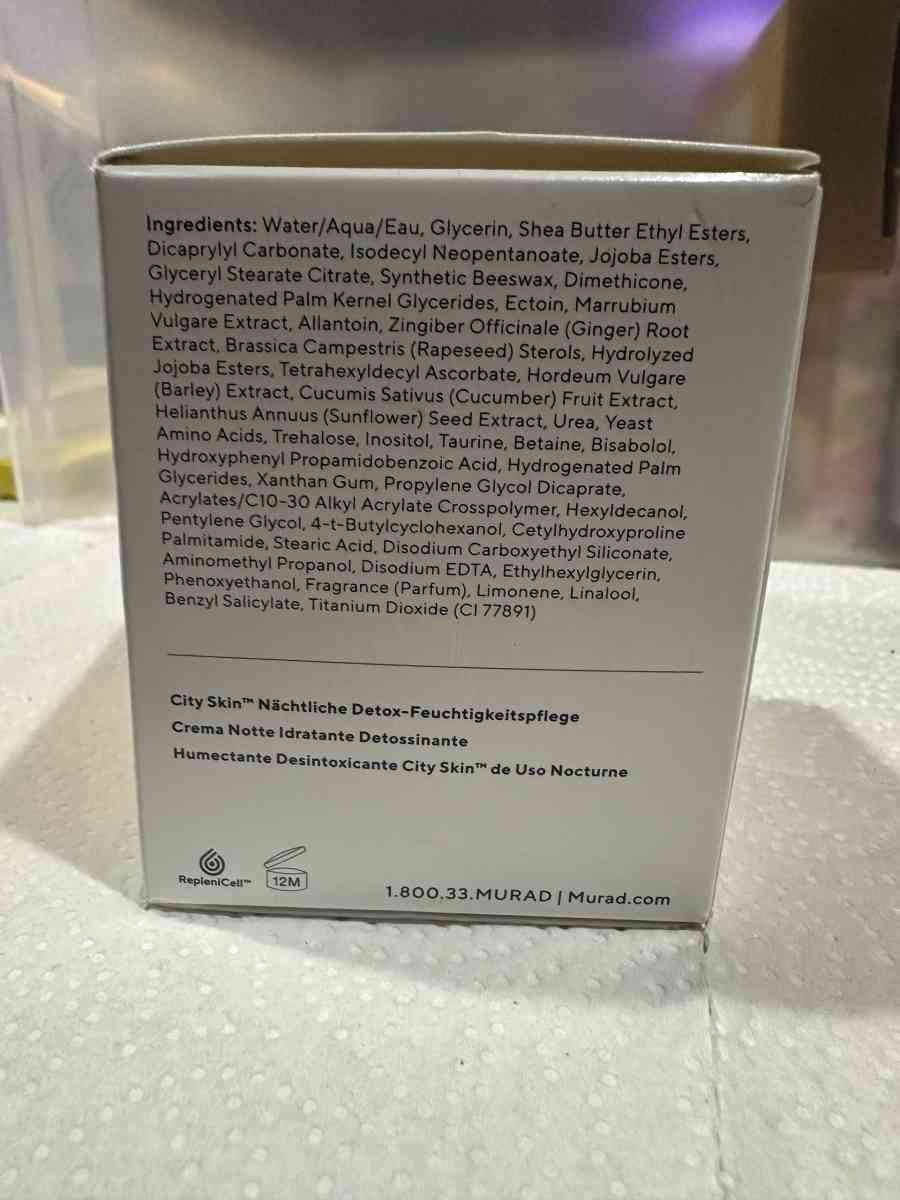 Ingredients: Water/Aqua/Eau, Glycerin, Shea Butter Ethyl Esters,
Dicaprylyl Carbonate, Isodecyl Neopentanoate, Jojoba Esters,
Glyceryl Stearate Citrate, Synthetic Beeswax, Dimethicone,
Hydrogenated Palm Kernel Glycerides, Ectoin, Marrubium
Vulgare Extract, Allantoin, Zingiber Officinale (Ginger) Root
Extract, Brassica Campestris (Rapeseed) Sterols, Hydrolyzed
Jojoba Esters, Tetrahexyldecyl Ascorbate, Hordeum Vulgare
(Barley) Extract, Cucumis Sativus (Cucumber) Fruit Extract,
Helianthus Annuus (Sunflower) Seed Extract, Urea, Yeast
Amino Acids, Trehalose, Inositol, Taurine, Betaine, Bisabolol,
Hydroxyphenyl Propamidobenzoic Acid, Hydrogenated Palm
Glycerides, Xanthan Gum, Propylene Glycol Dicaprate,
Acrylates/C10-30 Alkyl Acrylate Crosspolymer, Hexyldecanol,
Pentylene Glycol, 4-t-Butylcyclohexanol, Cetylhydroxyproline
Palmitamide, Stearic Acid, Disodium Carboxyethyl Siliconate,
Aminomethyl Propanol, Disodium EDTA, Ethylhexylglycerin,
Phenoxyethanol, Fragrance (Parfum), Limonene, Linalool,
Benzyl Salicylate, Titanium Dioxide (CI 77891)
City Skin™ Nächtliche Detox-Feuchtigkeitspflege
Crema Notte Idratante Detossinante
Humectante Desintoxicante City Skin™ de Uso Nocturne
RepleniCell™
12M
1.800.33.MURAD | Murad.com